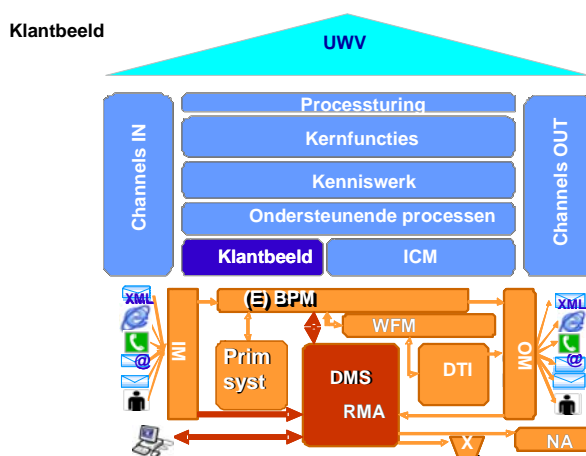 Klantbeeld
UWV
Channels IN
Processturing
Kernfuncties
Kenniswerk
Ondersteunende processen
Klantbeeld
ICM
Channels OUT
XML
@
IM
(E) BPM
WFM
Prim
syst
DMS
RMA
DTI
OM
XML
@
X
NA